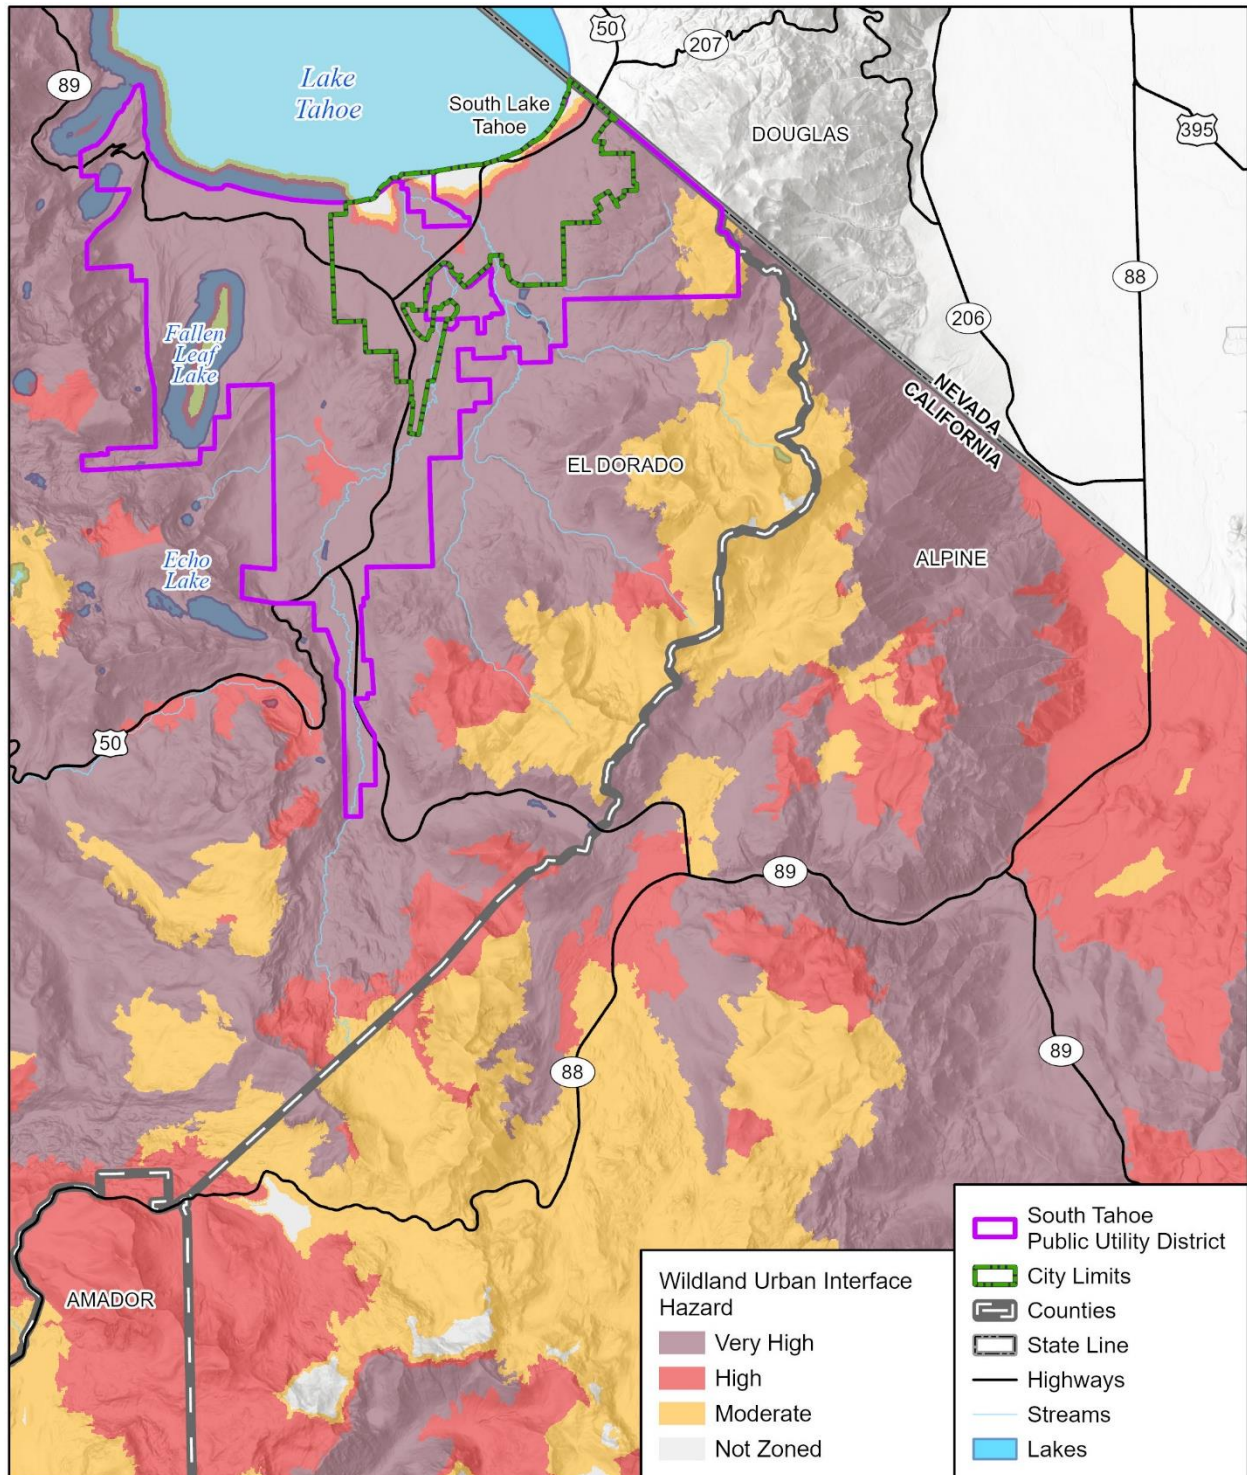 50
207
89
Lake
Tahoe
South Lake
Tahoe
DOUGLAS
395
88
206
Fallen
Leaf
Lake
NEVADA
CALIFORNIA
EL DORADO
ALPINE
Echo
Lake
50
89
88
89
AMADOR
South Tahoe
Public Utility District
City Limits
Counties
State Line
Highways
Streams
Lakes
Wildland Urban Interface
Hazard
Very High
High
Moderate
Not Zoned